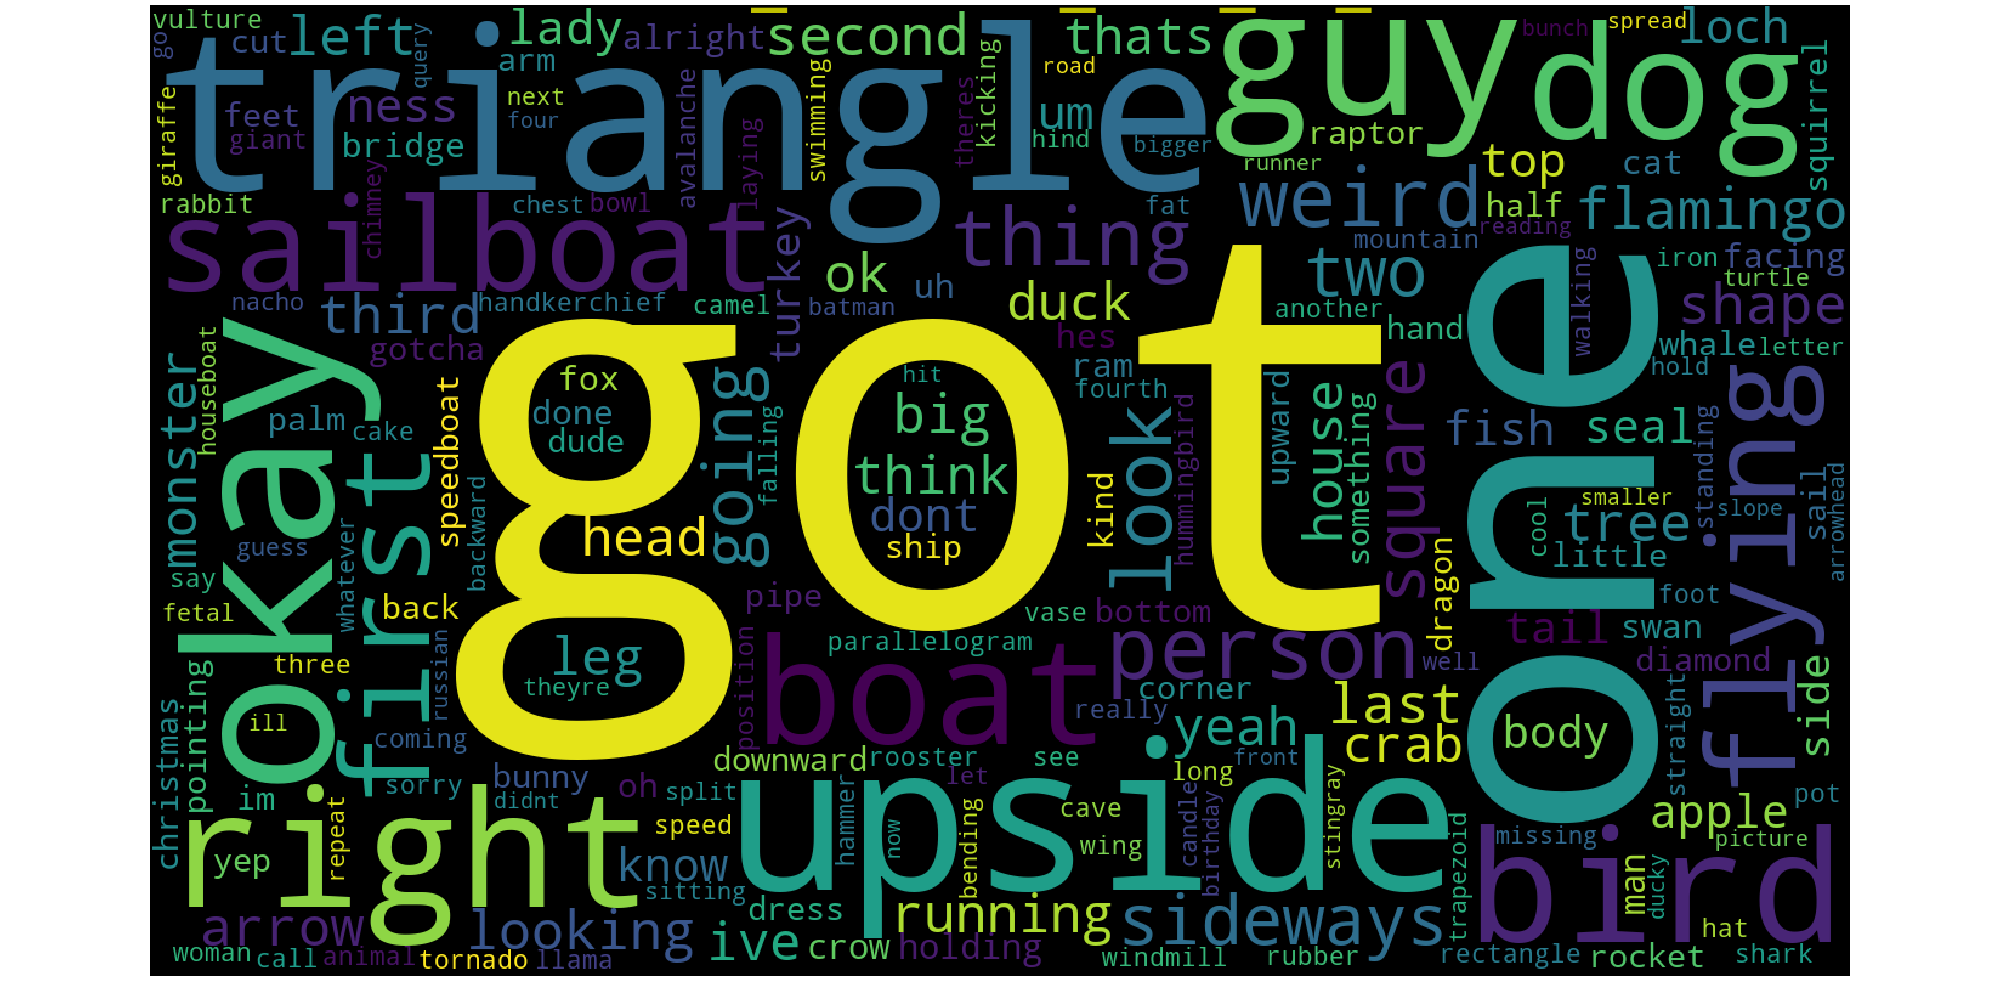 vulture
go
cut
left
query
lady
arm
alright
second
thats
kicking
road
um
hind
bunch
spread
loch
guy
dog
squirrel
triangle
giraffe
feet
giant
ness
bridge
next
four
avalanche
laying
swimming
theres
bigger
raptor
runner
top
cat
rabbit
sailboat
chimney
chest
bowl
turkey
thing
fat
weird
half
reading
flamingo
mountain
nacho
third
handkerchief
camel
ok
batman
uh
duck
two
another
walking
iron
facing
turtle
shape
gotcha
hes
hand
whale
letter
monster
houseboat
okay
palm
cake
first
speedboat
fox
done
dude
going
falling
got
hit
big
think
dont
ship
head
kind
look
ram
fourth
hummingbird
upward
house
something
square
one
fish
seal
hold
standing
flying
sail
slope
arrowhead
cool
smaller
tree
little
guess
say
fetal
whatever
backward
back
pipe
vase
bottom
dragon
foot
tail
swan
diamond
three
russian
leg
theyre
position
boat
parallelogram
person
well
corner
really
yeah
last
crab
body
straight
side
christmas
pointing
ill
coming
sorry
bunny
didnt
oh
split
downward
rooster
let
see
long
front
apple
pot
right
im
yep
repeat
speed
know
sitting
hammer
upside
now
bending
cave
wing
candle
birthday
stingray
trapezoid
bird
missing
picture
man
ducky
hat
arrow
looking
ive
dress
crow
running
holding
sideways
woman
call
animal
tornado
llama
windmill
rubber
rectangle
rocket
shark